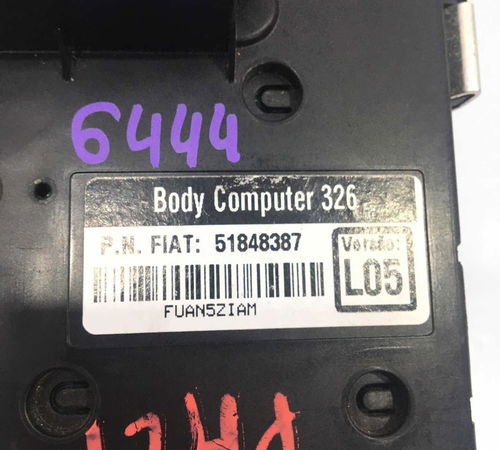 6444
Body Computer 326
P.N. FIAT: 51848387
Versão:
L05
FUAN5ZIAM